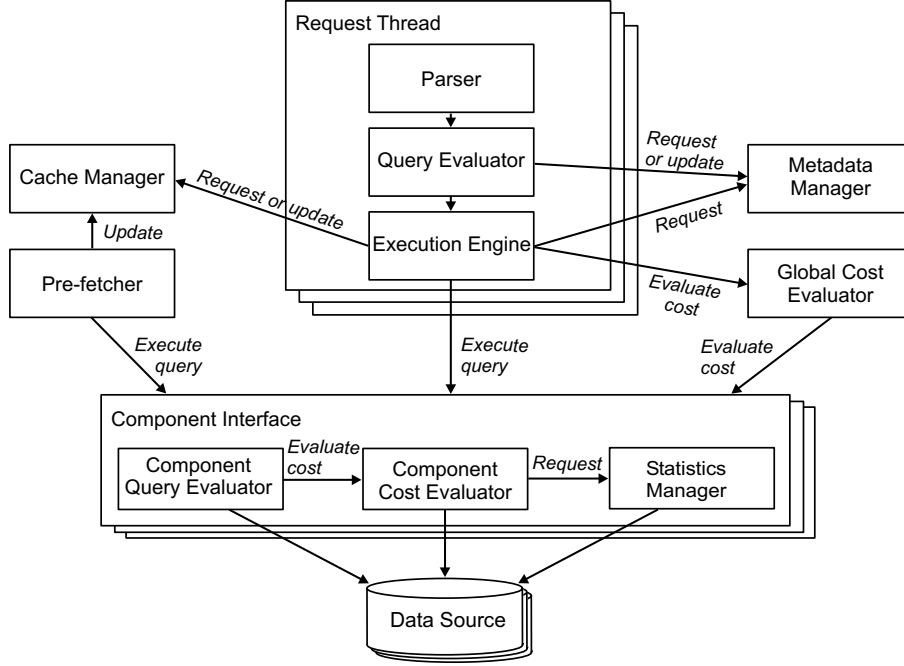 Request Thread
Parser
Query Evaluator
Execution Engine
Cache Manager
Request or update
Request
or update
Metadada
Manager
Request
Update
Pre-fetcher
Evaluate
cost
Global Cost
Evaluator
Execute
query
Execute
query
Evaluate
cost
Component Interface
Component
Query Evaluator
Evaluate
cost
Component
Cost Evaluator
Request
Statistics
Manager
Data Source